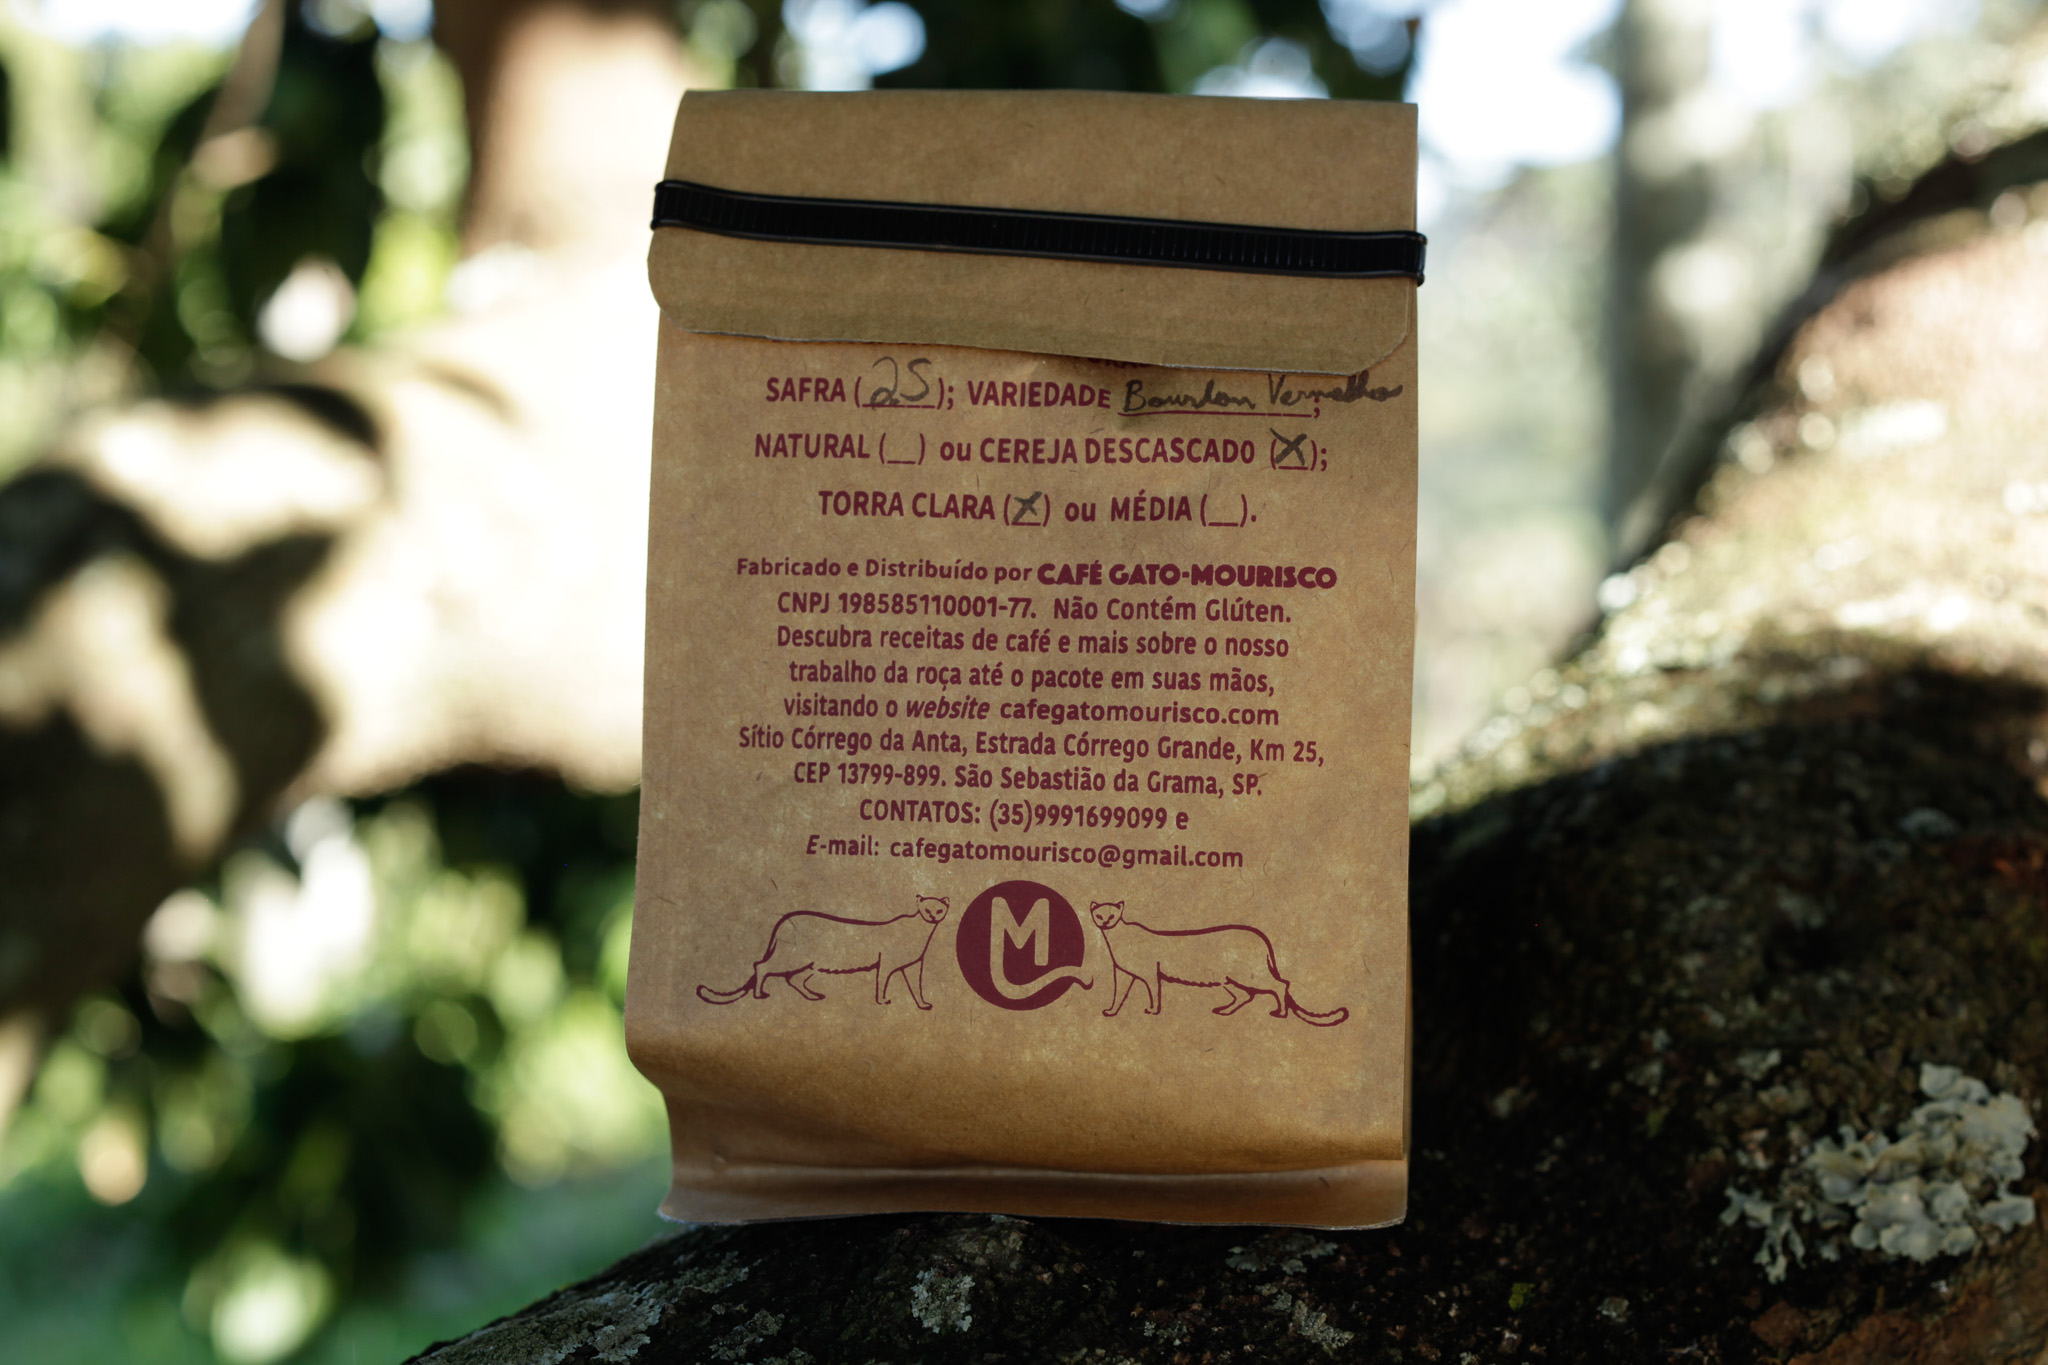 SAFRA (25); VARIEDADE Bourbon Vermelho;
NATURAL (__) ou CEREJA DESCASCADO (X);
TORRA CLARA (X) ou MÉDIA (__).
Fabricado e Distribuído por CAFÉ GATO-MOURISCO
CNPJ 198585110001-77. Não Contém Glúten.
Descubra receitas de café e mais sobre o nosso
trabalho da roça até o pacote em suas mãos,
visitando o website cafegatomourisco.com
Sítio Córrego da Anta, Estrada Córrego Grande, Km 25,
CEP 13799-899. São Sebastião da Grama, SP.
CONTATOS: (35)9991699099 e
E-mail: cafegatomourisco@gmail.com
M